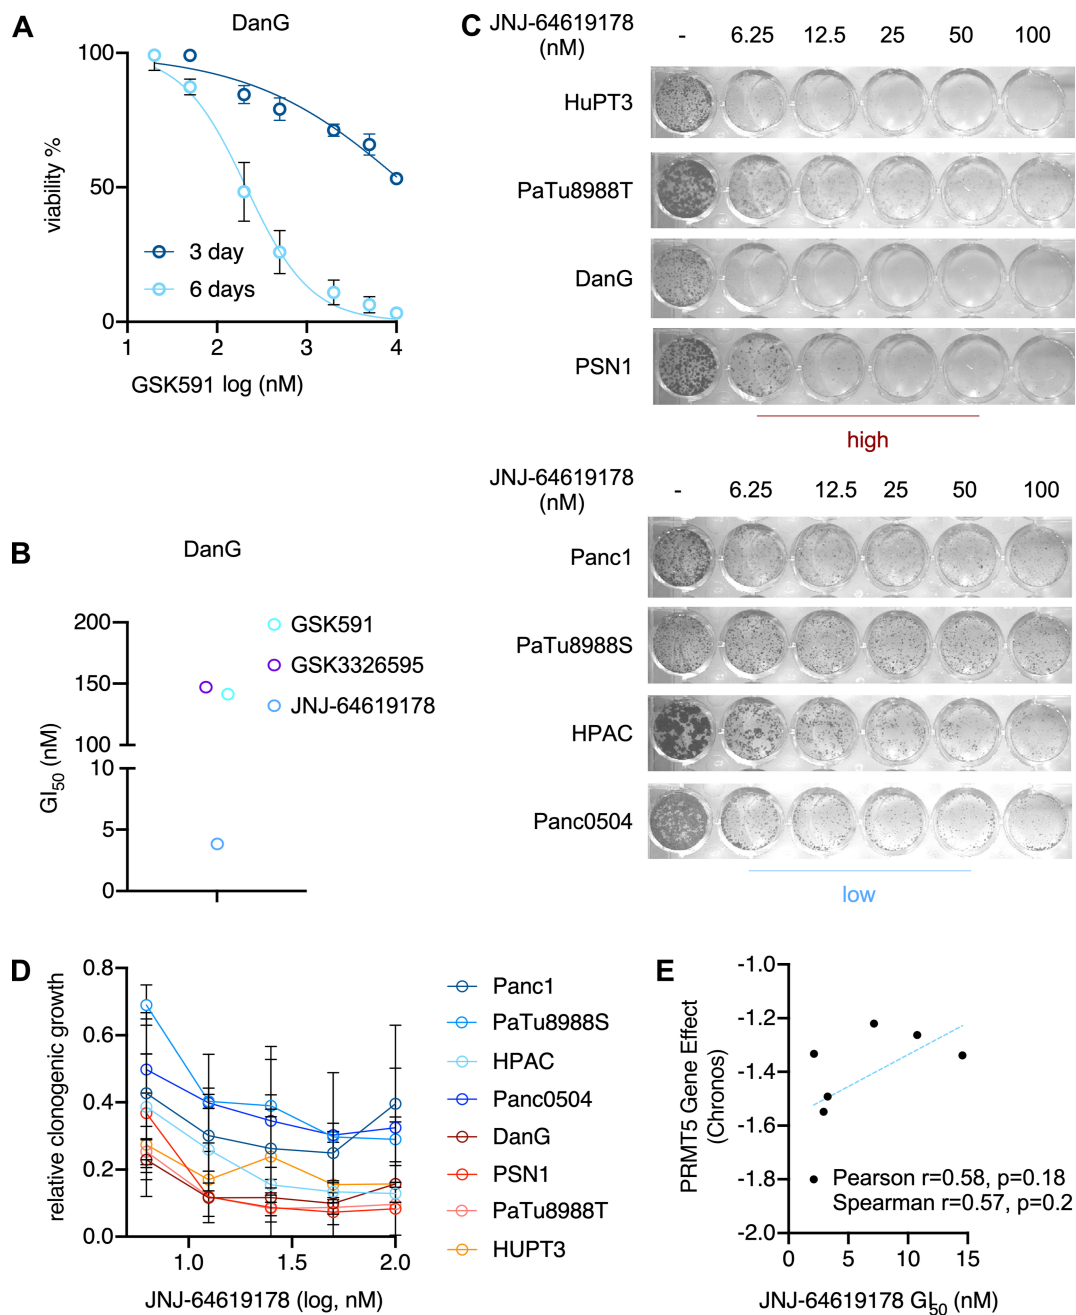 A
DanG
100
50
0
viability %
3 day
6 days
1 2 3 4
GSK591 log (nM)
B
DanG
200
150
100
10
5
0
GI50 (nM)
GSK591
GSK3326595
JNJ-64619178
C
JNJ-64619178
(nM)
- 6.25 12.5 25 50 100
HuPT3
PaTu8988T
DanG
PSN1
high
JNJ-64619178
(nM)
- 6.25 12.5 25 50 100
Panc1
PaTu8988S
HPAC
Panc0504
low
D
0.8
0.6
0.4
0.2
0.0
relative clonogenic growth
1.0 1.5 2.0
JNJ-64619178 (log, nM)
Panc1
PaTu8988S
HPAC
Panc0504
DanG
PSN1
PaTu8988T
HUPT3
E
-1.0
-1.2
-1.4
-1.6
-1.8
-2.0
PRMT5 Gene Effect
(Chronos)
Pearson r=0.58, p=0.18
Spearman r=0.57, p=0.2
0 5 10 15
JNJ-64619178 GI50 (nM)